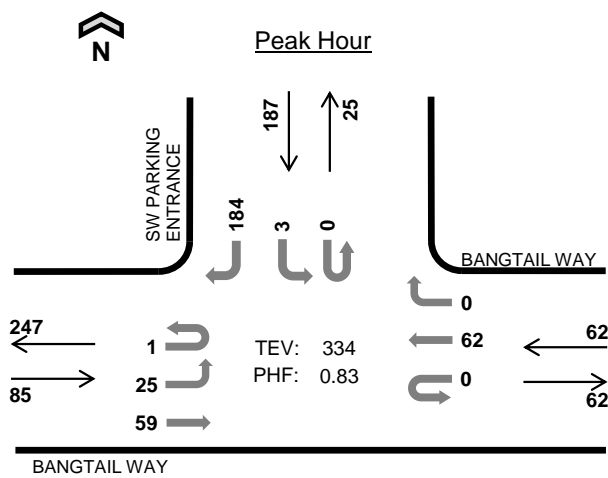 N
Peak Hour
187
25
SW PARKING
ENTRANCE
184
3
0
BANGTAIL WAY
247
85
1
25
59
TEV: 334
PHF: 0.83
0
62
0
62
62
BANGTAIL WAY